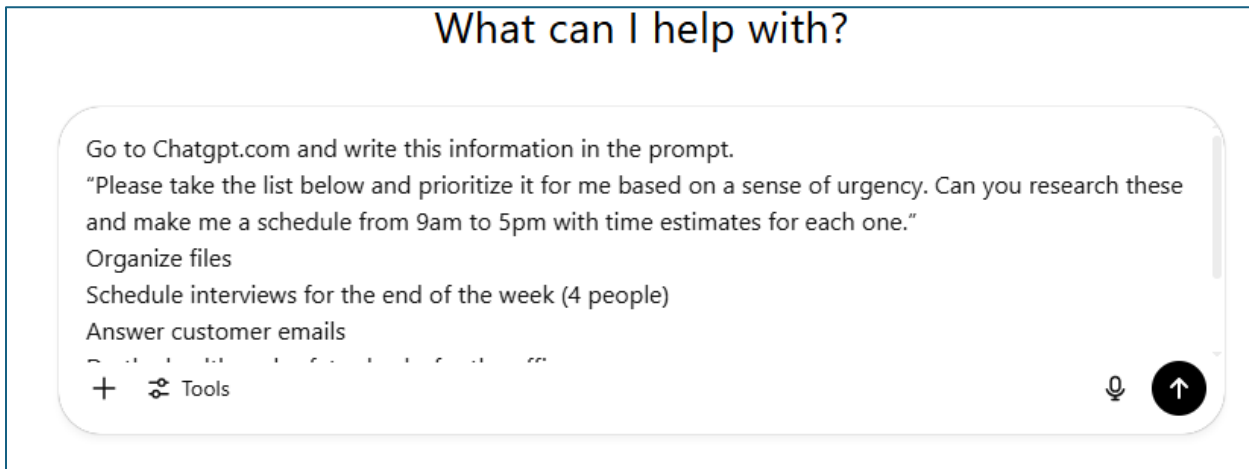 What can I help with?
Go to Chatgpt.com and write this information in the prompt.
“Please take the list below and prioritize it for me based on a sense of urgency. Can you research these
and make me a schedule from 9am to 5pm with time estimates for each one.”
Organize files
Schedule interviews for the end of the week (4 people)
Answer customer emails
Tools